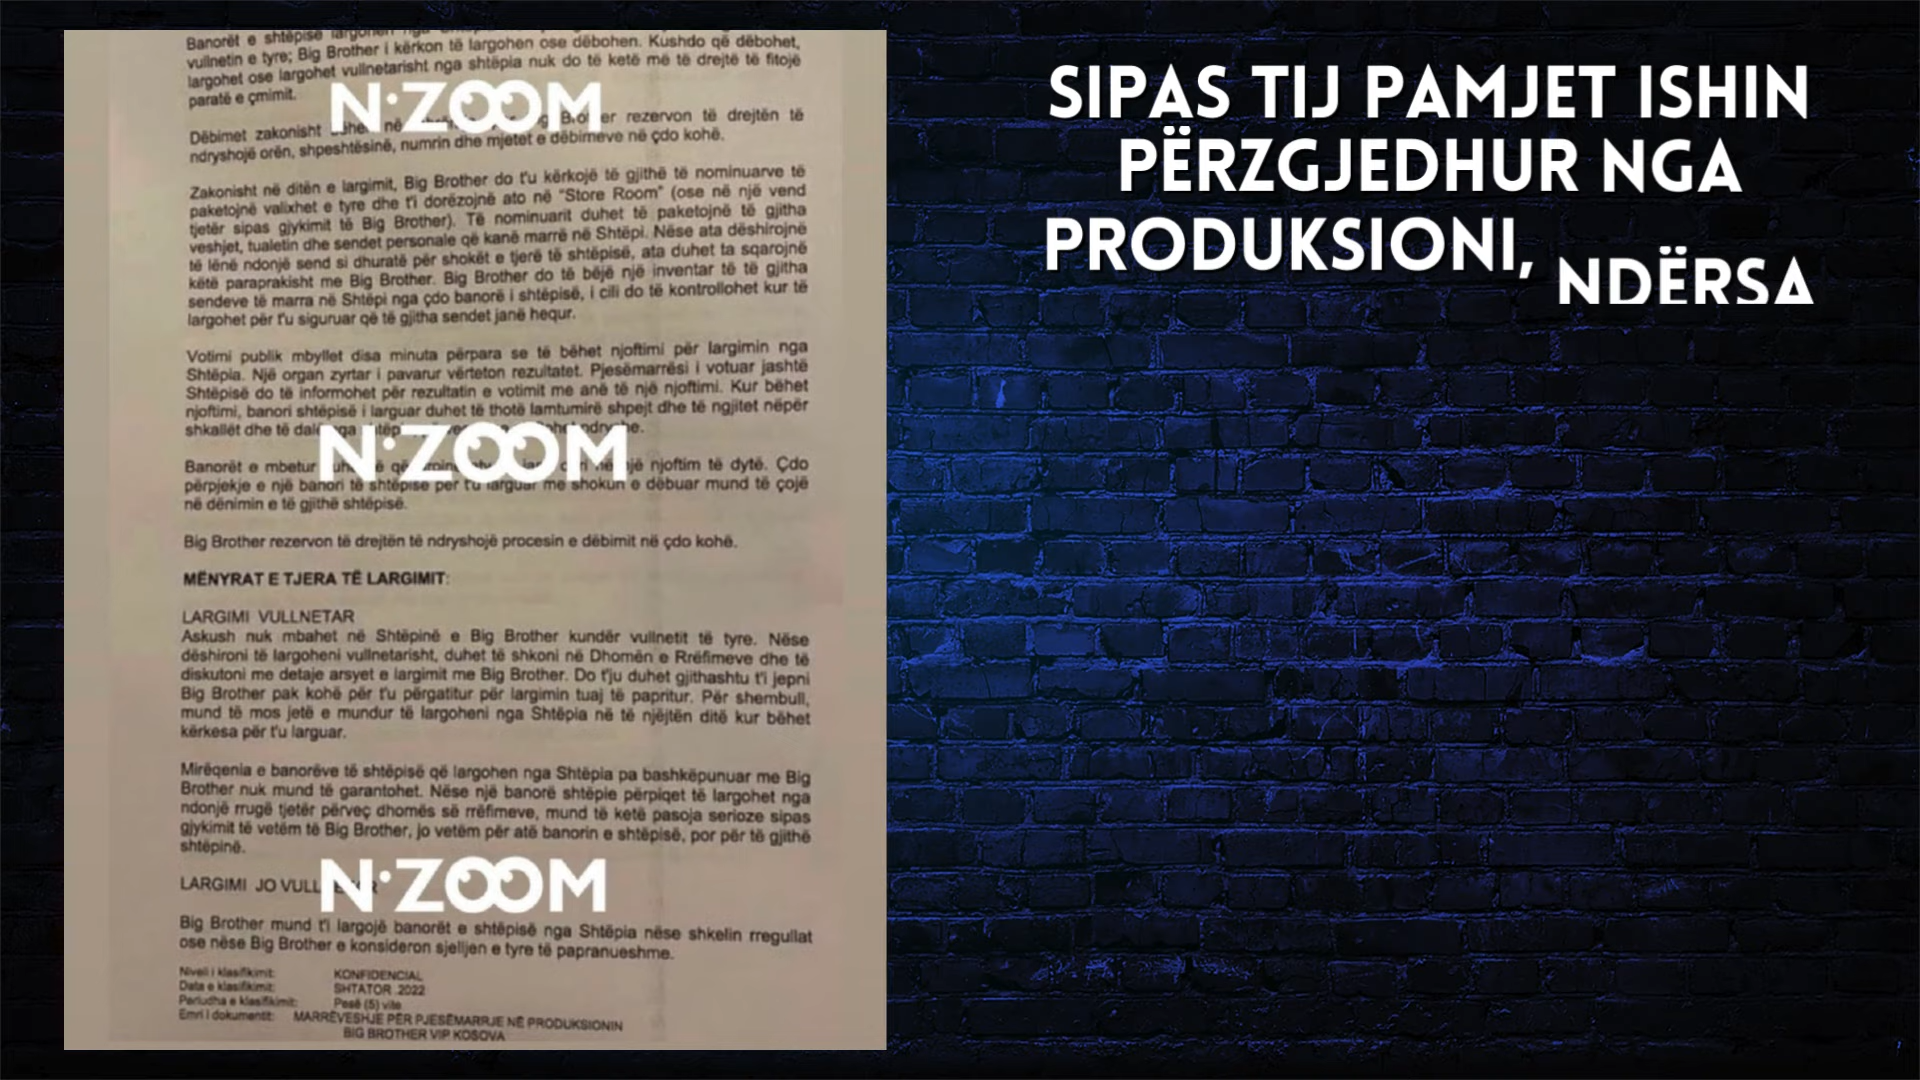 Banorët e shtëpisë largohen nga
vullnetin e tyre; Big Brother i kërkon të largohen ose dëbohen. Kushdo që dëbohet,
largohet ose largohet vullnetarisht nga shtëpia nuk do të ketë më të drejtë të fitojë
paratë e çmimit.
Dëbimet zakonisht në rezervon të drejtën të
ndryshojë orën, shpeshtësinë, numrin dhe mjetet e dëbimeve në çdo kohë.
Zakonisht në ditën e largimit, Big Brother do t'u kërkojë të gjithë të nominuarve të
paketojnë valixhet e tyre dhe t'i dorëzojnë ato në "Store Room" (ose në një vend
tjetër sipas gjykimit të Big Brother). Të nominuarit duhet të paketojnë të gjitha
veshjet, tualetin dhe sendet personale që kanë marrë në Shtëpi. Nëse ata dëshirojnë
të lënë ndonjë send si dhuratë për shokët e tjerë të shtëpisë, ata duhet ta sqarojnë
këtë paraprakisht me Big Brother. Big Brother do të bëjë një inventar të të gjitha
sendeve të marra në Shtëpi nga çdo banorë i shtëpisë, i cili do të kontrollohet kur të
largohet për t'u siguruar që të gjitha sendet janë hequr.
Votimi publik mbyllet disa minuta përpara se të bëhet njoftimi për largimin nga
Shtëpia. Një organ zyrtar i pavarur vërteton rezultatet. Pjesëmarrësi i votuar jashtë
Shtëpisë do të informohet për rezultatin e votimit me anë të një njoftimi. Kur bëhet
njoftimi, banori shtëpisë i larguar duhet të thotë lamtumirë shpejt dhe të ngjitet nëpër
shkallët dhe të dalë nga
Banorët e mbetur një njoftim të dytë. Çdo
përpjekje e një banori të shtëpisë për t'u larguar me shokun e dëbuar mund të çojë
në dënimin e të gjithë shtëpisë.
Big Brother rezervon të drejtën të ndryshojë procesin e dëbimit në çdo kohë.
MËNYRAT E TJERA TË LARGIMIT:
LARGIMI VULLNETAR
Askush nuk mbahet në Shtëpinë e Big Brother kundër vullnetit të tyre. Nëse
dëshironi të largoheni vullnetarisht, duhet të shkoni në Dhomën e Rrëfimeve dhe të
diskutoni me detaje arsyet e largimit me Big Brother. Do t'ju duhet gjithashtu t'i jepni
Big Brother pak kohë për t'u përgatitur për largimin tuaj të papritur. Për shembull,
mund të mos jetë e mundur të largoheni nga Shtëpia në të njëjtën ditë kur bëhet
kërkesa për t'u larguar.
Mirëqenia e banorëve të shtëpisë që largohen nga Shtëpia pa bashkëpunuar me Big
Brother nuk mund të garantohet. Nëse një banorë shtëpie përpiqet të largohet nga
ndonjë rrugë tjetër përveç dhomës së rrëfimeve, mund të ketë pasoja serioze sipas
gjykimit të vetëm të Big Brother, jo vetëm për atë banorin e shtëpisë, por për të gjithë
shtëpinë.
LARGIMI JO
Big Brother mund t'i largojë banorët e shtëpisë nga Shtëpia nëse shkelin rregullat
ose nëse Big Brother e konsideron sjelljen e tyre të papranueshme.
Niveli i klasifikimit: KONFIDENCIAL
Data e klasifikimit: SHTATOR 2022
Periudha e klasifikimit: Pesë (5) vite
Emri i dokumentit: MARRËVESHJE PËR PJESËMARRJE NË PRODUKSIONIN
BIG BROTHER VIP KOSOVA
N·ZOOM
N·ZOOM
N·ZOOM
SIPAS TIJ PAMJET ISHIN
PËRZGJEDHUR NGA
PRODUKSIONI, NDËRSA